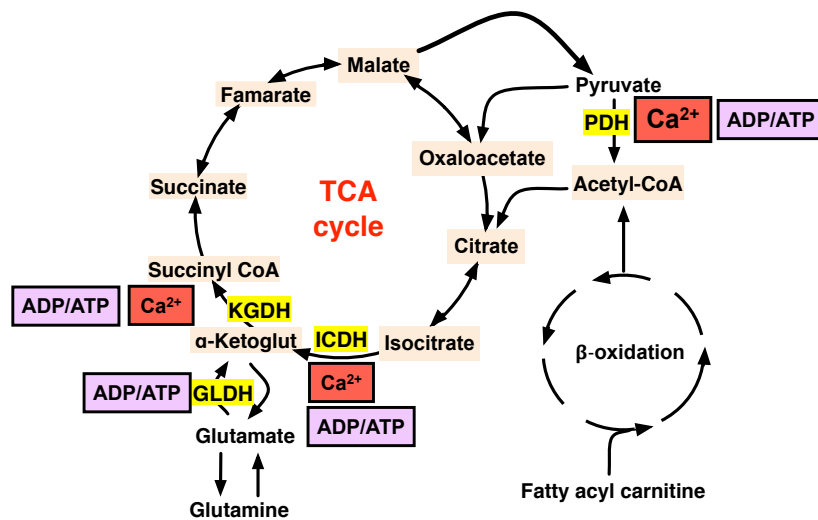 Malate
Famarate
Pyruvate
PDH
Ca²⁺
ADP/ATP
Oxaloacetate
Succinate
TCA
cycle
Acetyl-CoA
Citrate
Succinyl CoA
ADP/ATP
Ca²⁺
KGDH
α-Ketoglut
ICDH
Isocitrate
β-oxidation
Ca²⁺
ADP/ATP
GLDH
ADP/ATP
Glutamate
Fatty acyl carnitine
Glutamine